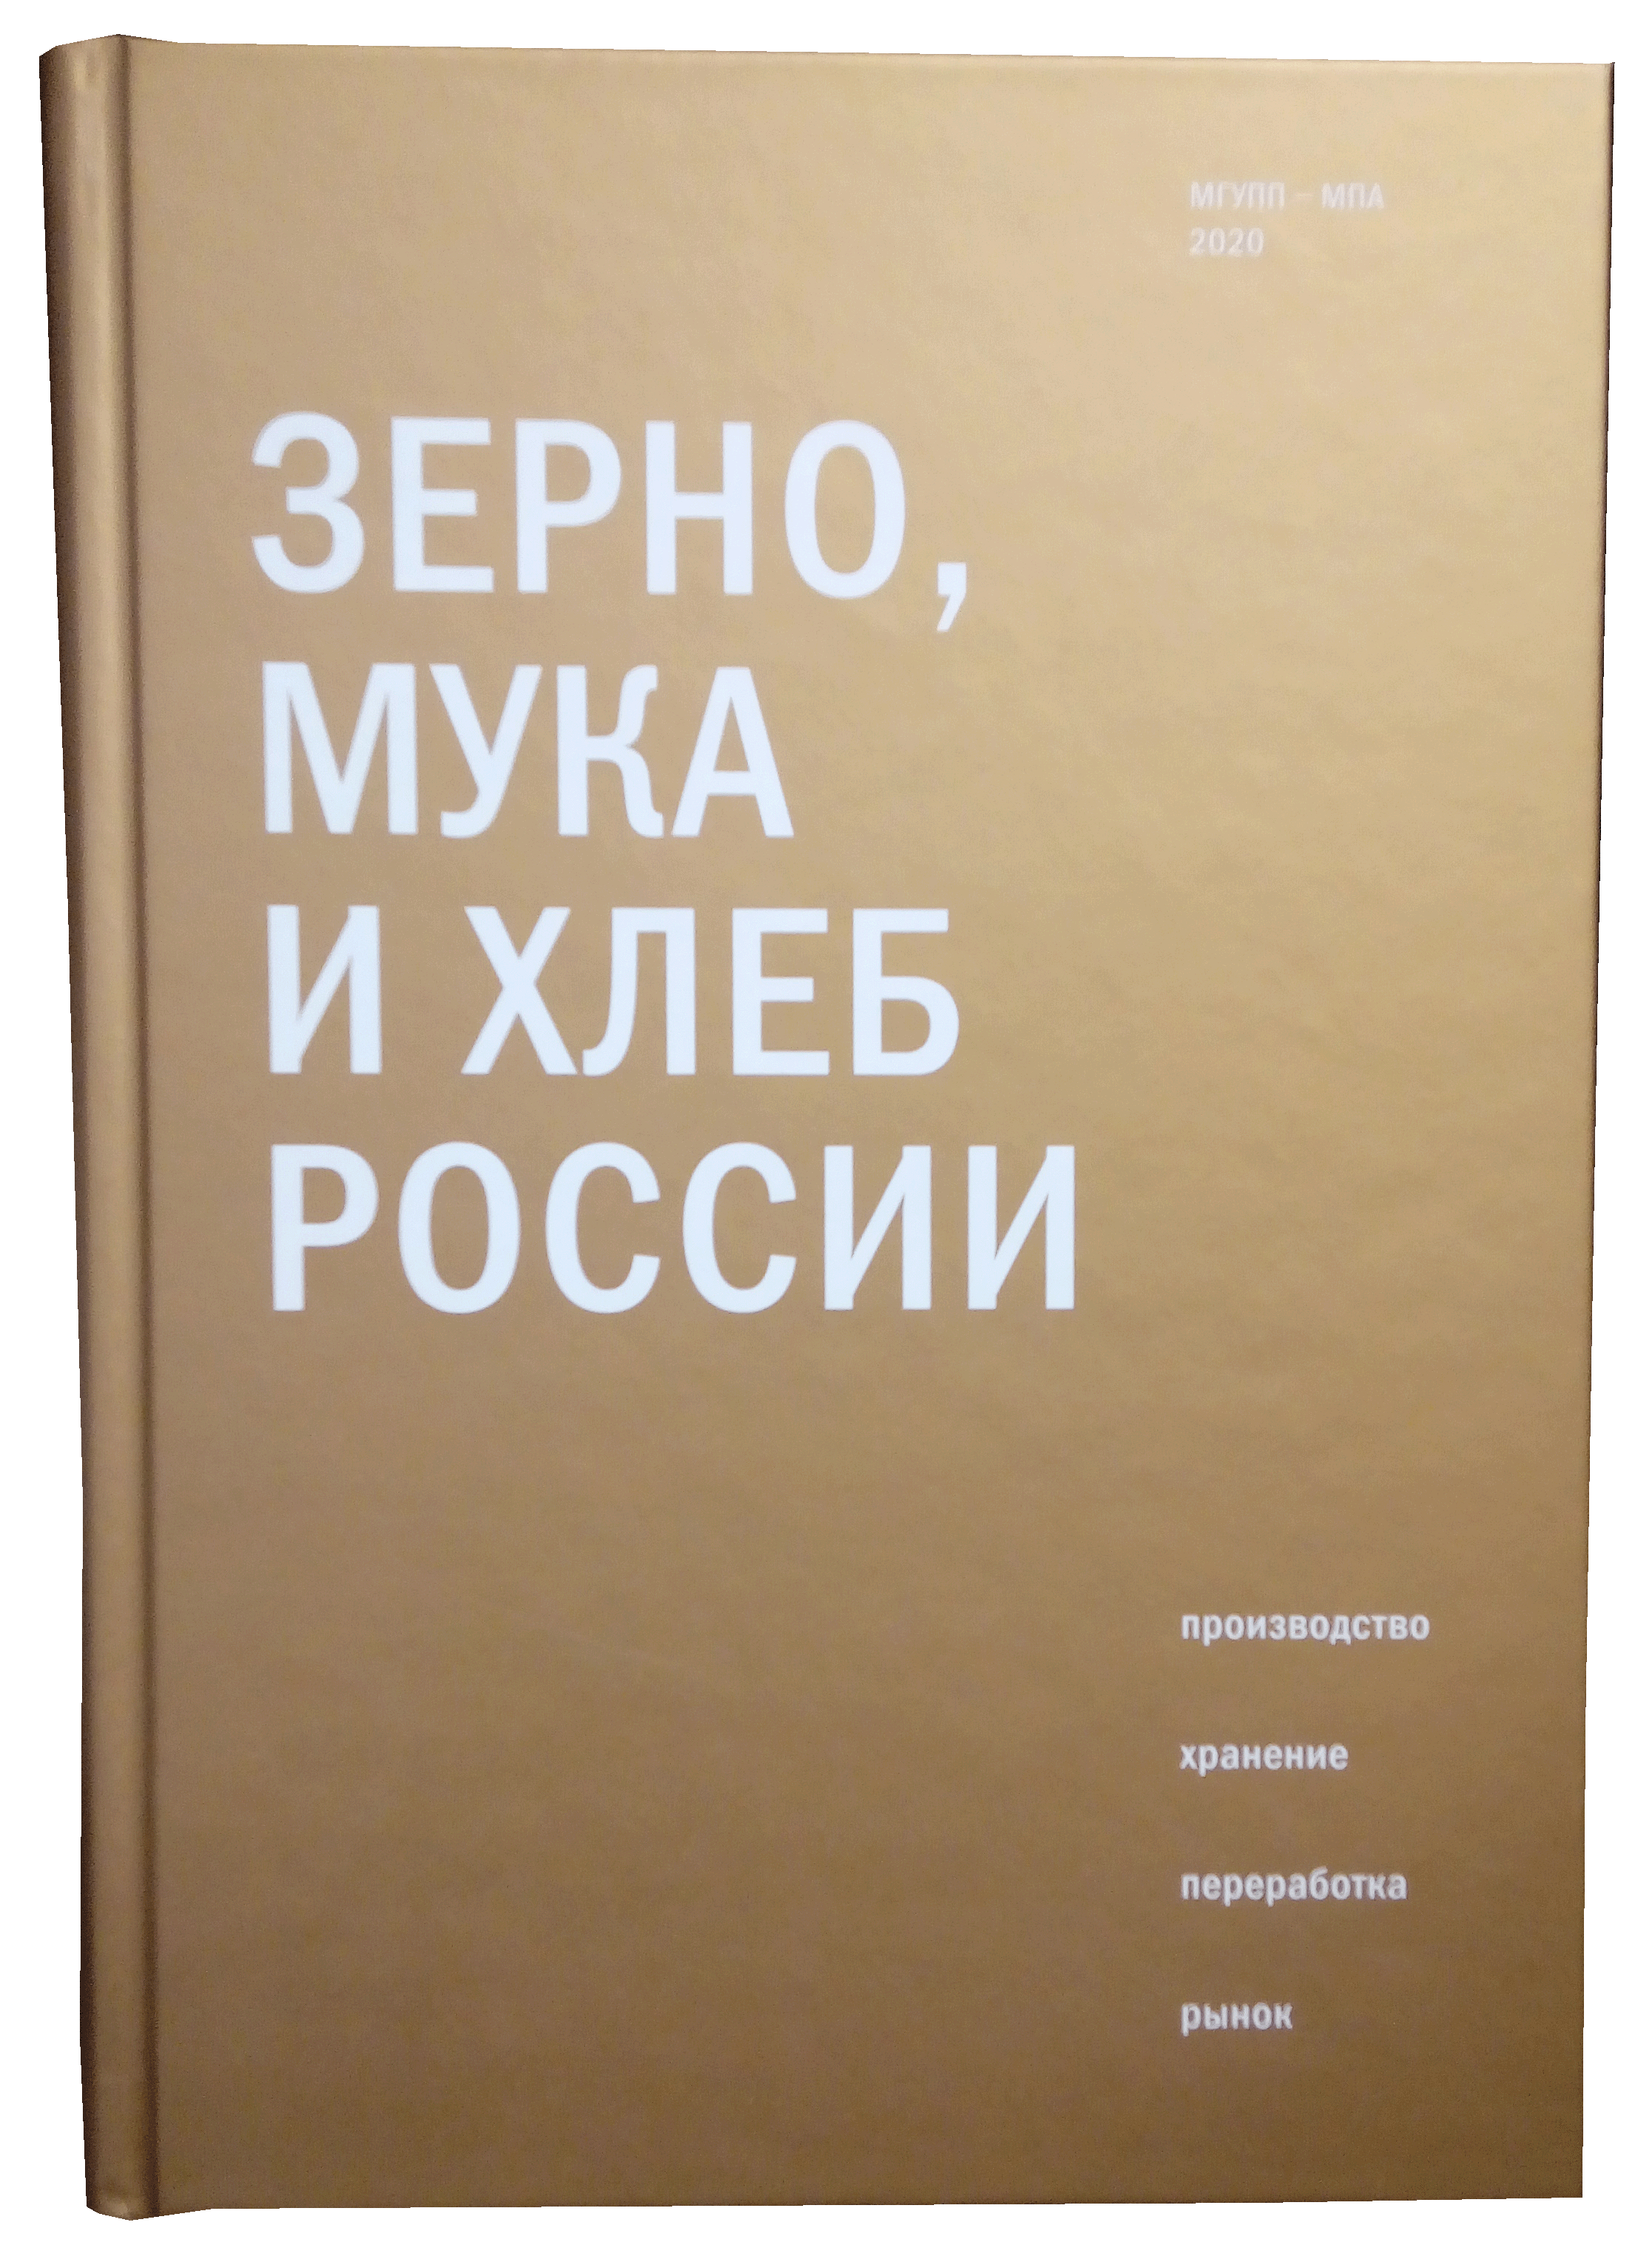 МГУПП – МПА
2020
ЗЕРНО,
МУКА
И ХЛЕБ
РОССИИ
производство
хранение
переработка
рынок